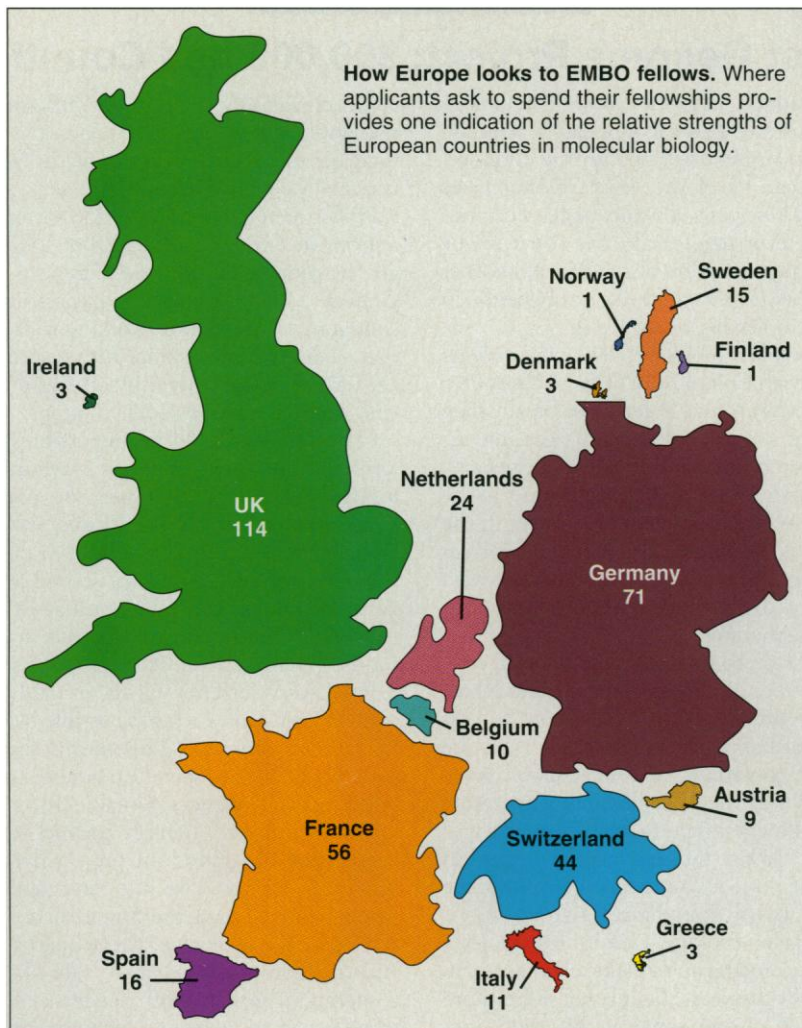 How Europe looks to EMBO fellows. Where
applicants ask to spend their fellowships pro-
vides one indication of the relative strengths of
European countries in molecular biology.
Norway
1
Sweden
15
Ireland
3
Denmark
3
Finland
1
Netherlands
24
UK
114
Germany
71
Belgium
10
Austria
9
France
56
Switzerland
44
Spain
16
Italy
11
Greece
3